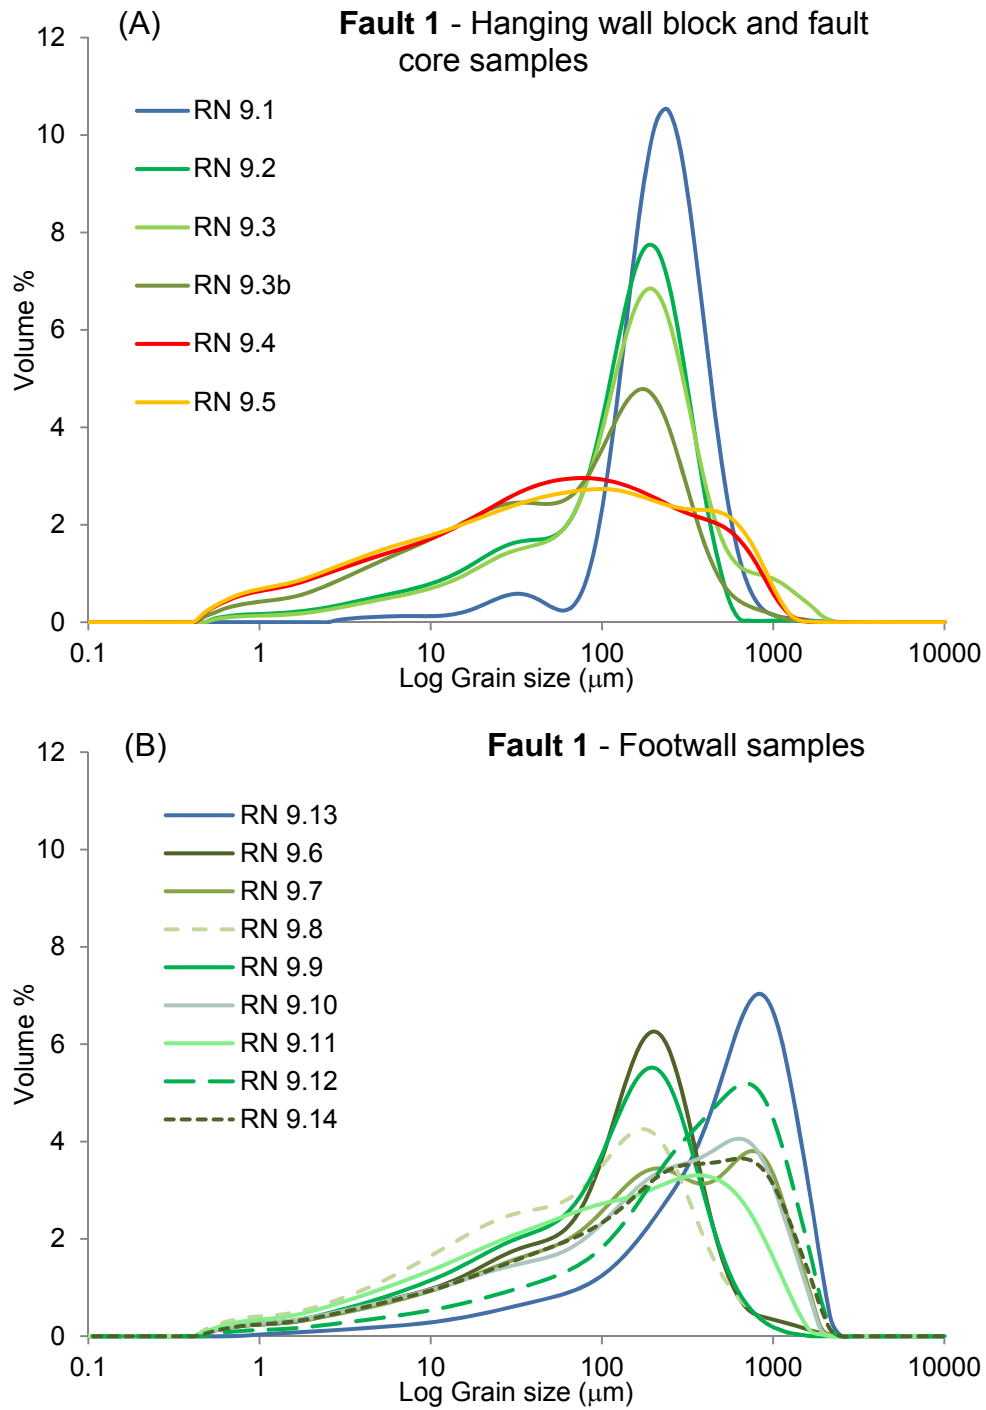 (A)
Fault 1 - Hanging wall block and fault
core samples
12
10
8
6
4
2
0
Volume %
RN 9.1
RN 9.2
RN 9.3
RN 9.3b
RN 9.4
RN 9.5
0.1 1 10 100 1000 10000
Log Grain size (μm)
(B)
Fault 1 - Footwall samples
12
10
8
6
4
2
0
Volume %
RN 9.13
RN 9.6
RN 9.7
RN 9.8
RN 9.9
RN 9.10
RN 9.11
RN 9.12
RN 9.14
0.1 1 10 100 1000 10000
Log Grain size (μm)